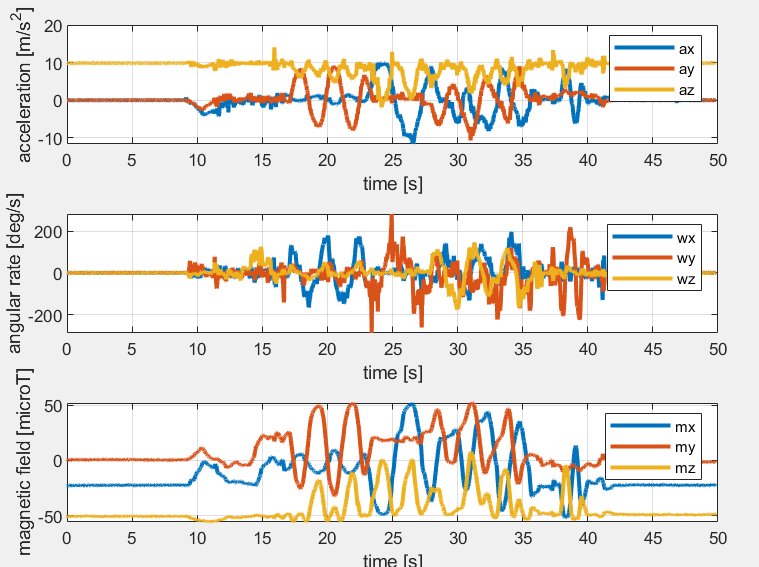 acceleration [m/s²]
20
10
0
-10
ax
ay
az
0 5 10 15 20 25 30 35 40 45 50
time [s]
angular rate [deg/s]
200
0
-200
wx
wy
wz
0 5 10 15 20 25 30 35 40 45 50
time [s]
magnetic field [microT]
50
0
-50
mx
my
mz
0 5 10 15 20 25 30 35 40 45 50
time [s]